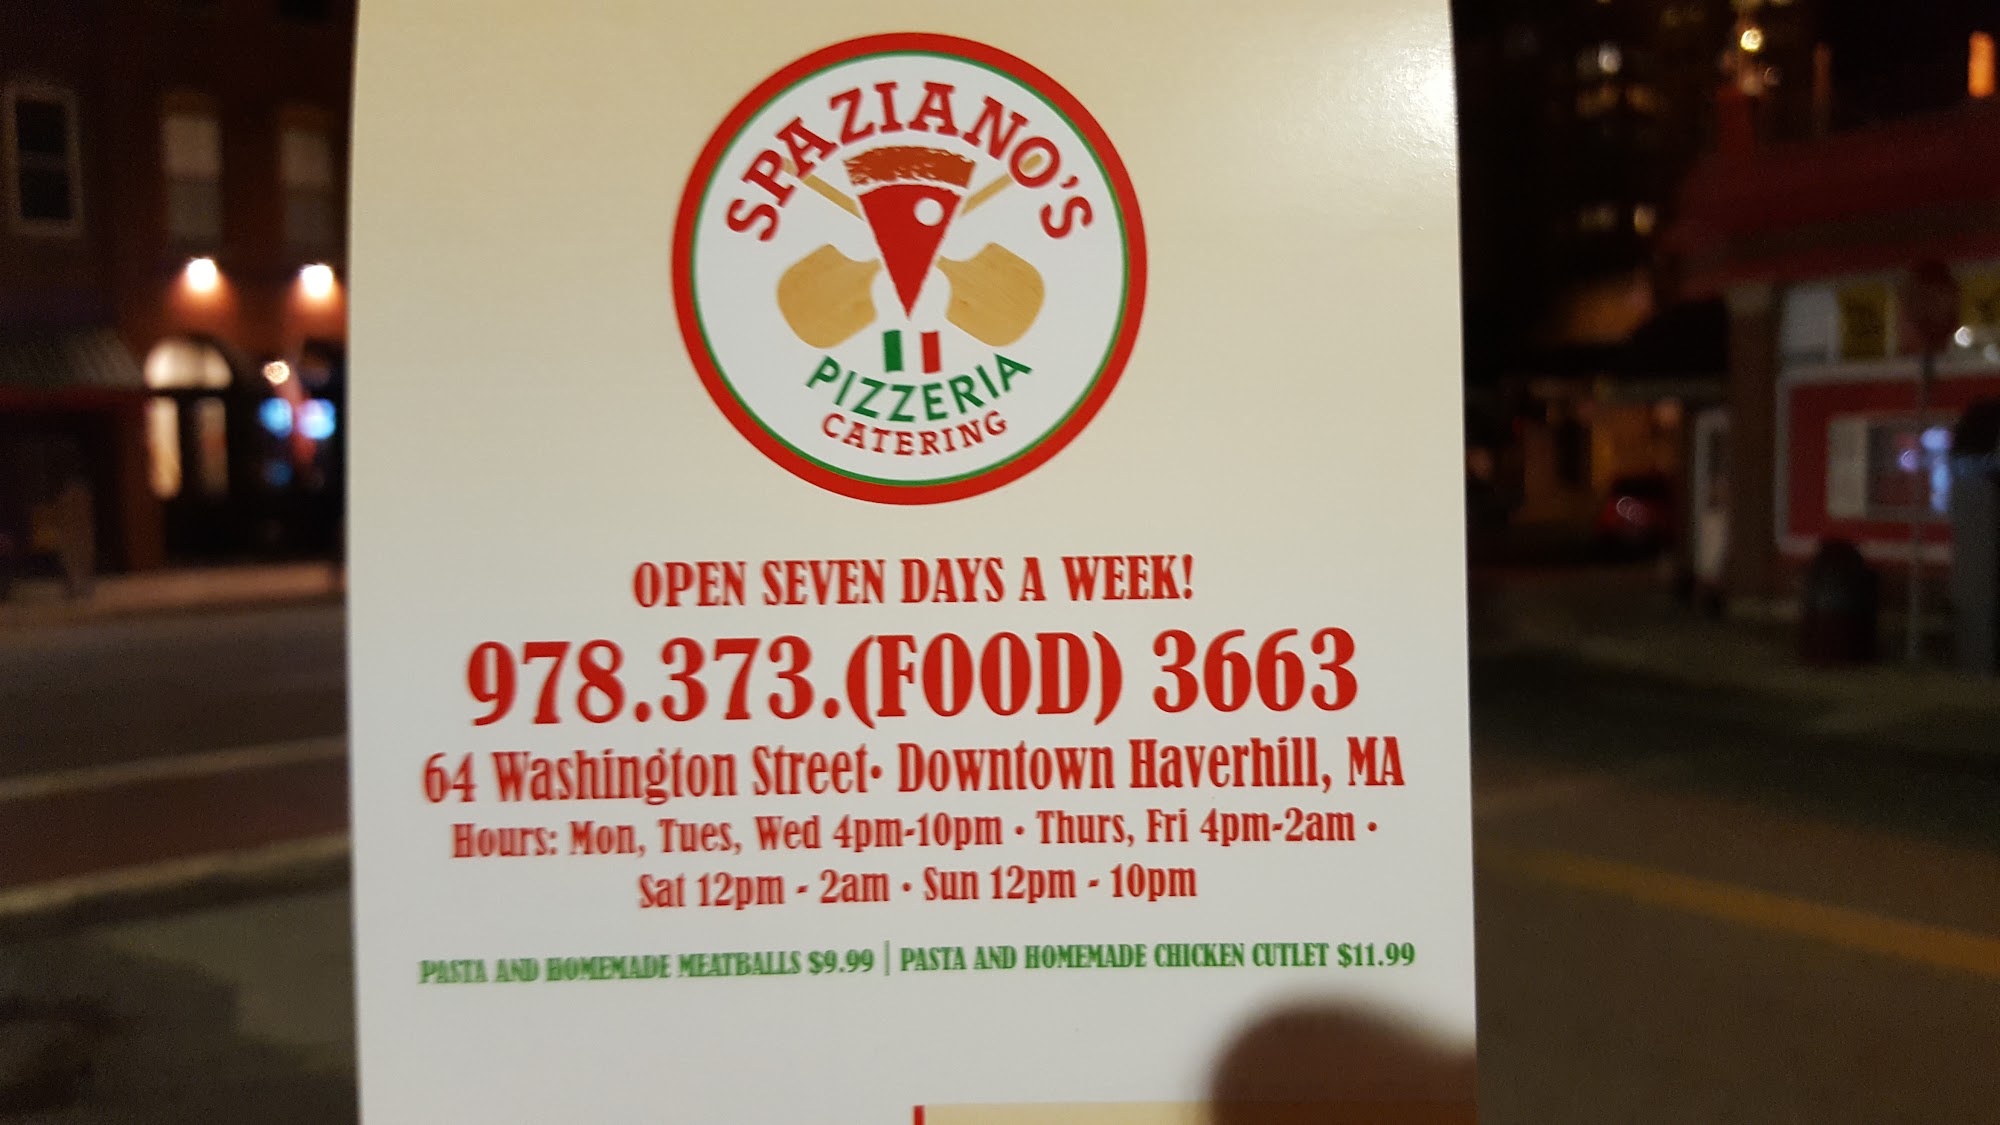 SPAZIANO'S
PIZZERIA
CATERING
OPEN SEVEN DAYS A WEEK!
978.373.(FOOD) 3663
64 Washington Street• Downtown Haverhill, MA
Hours: Mon, Tues, Wed 4pm-10pm • Thurs, Fri 4pm-2am •
Sat 12pm - 2am • Sun 12pm - 10pm
PASTA AND HOMEMADE MEATBALLS $9.99 | PASTA AND HOMEMADE CHICKEN CUTLET $11.99